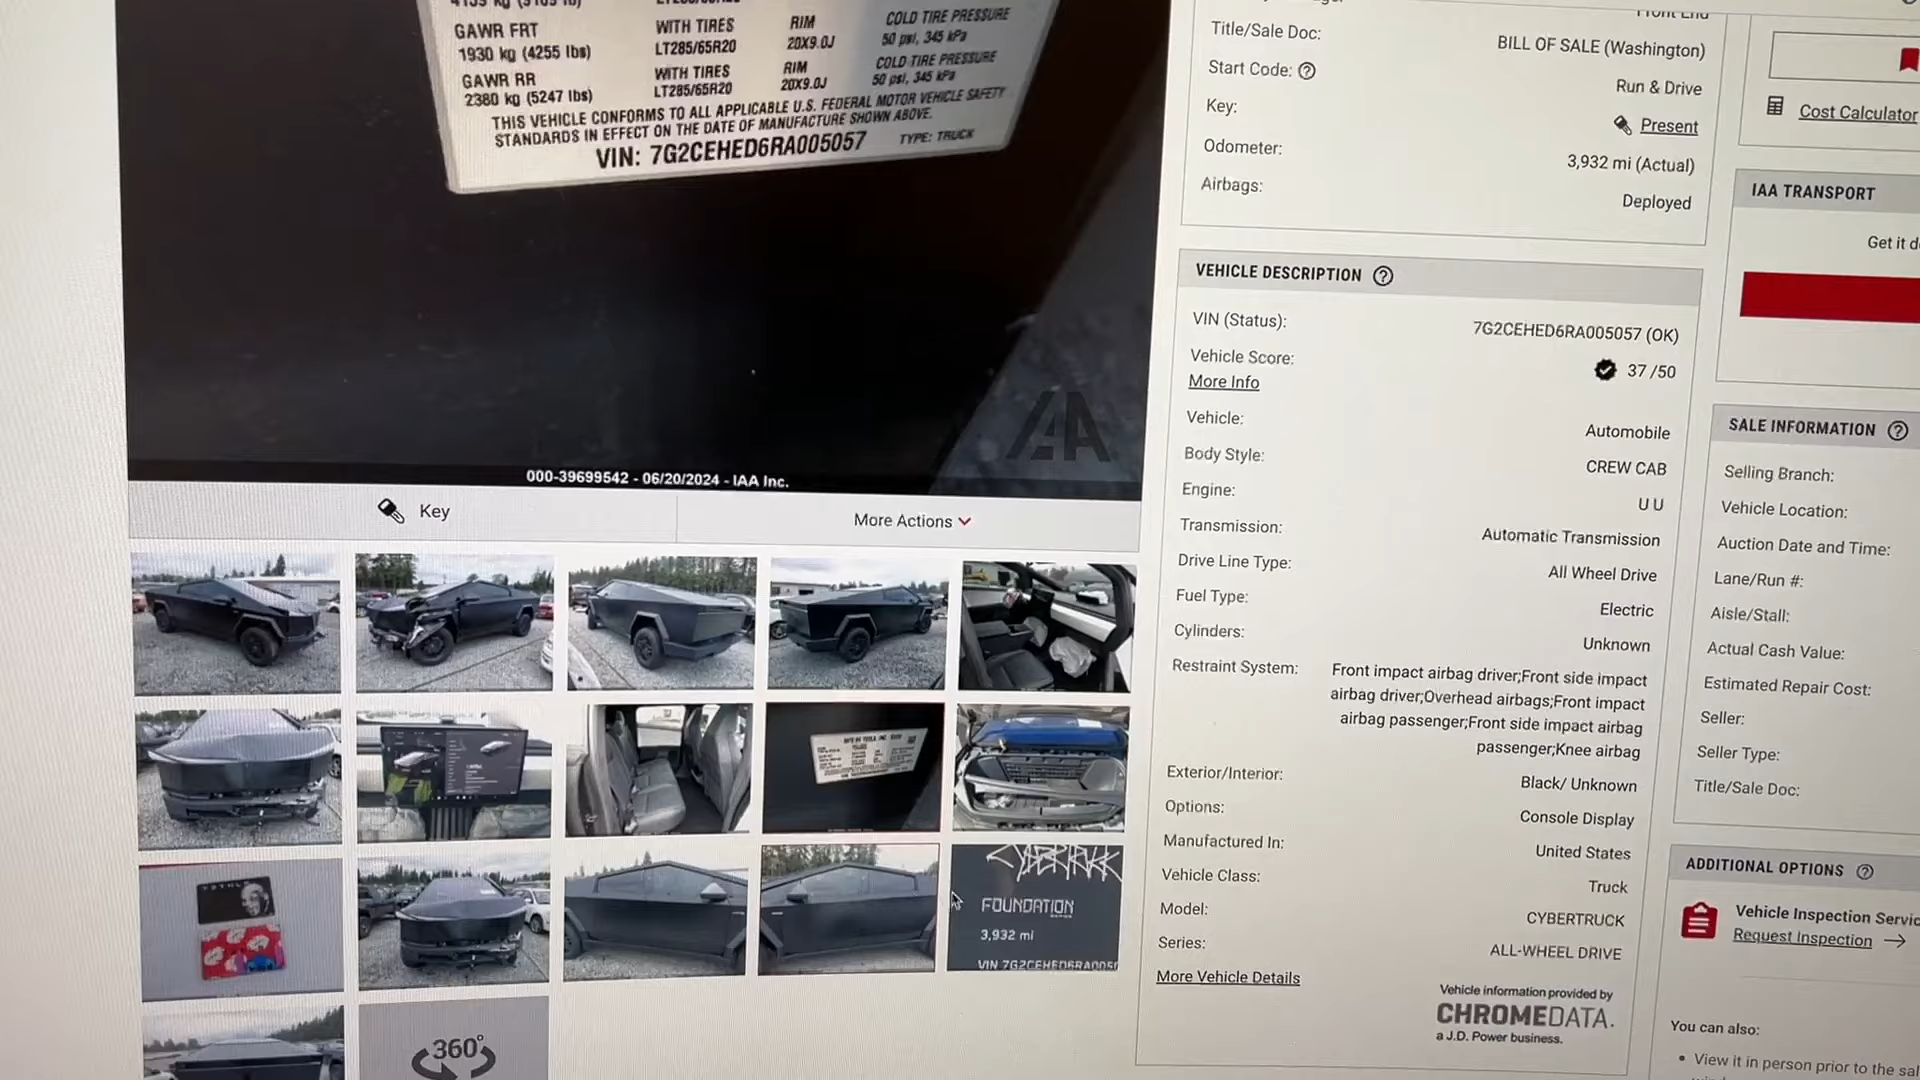 GAWR FRT
1930 kg (4255 lbs)
WITH TIRES
LT285/65R20
RIM
20X9.0J
COLD TIRE PRESSURE
50 psi, 345 kPa
GAWR RR
2380 kg (5247 lbs)
WITH TIRES
LT285/65R20
RIM
20X9.0J
COLD TIRE PRESSURE
50 psi, 345 kPa
THIS VEHICLE CONFORMS TO ALL APPLICABLE U.S. FEDERAL MOTOR VEHICLE SAFETY
STANDARDS IN EFFECT ON THE DATE OF MANUFACTURE SHOWN ABOVE.
VIN: 7G2CEHED6RA005057
TYPE: TRUCK
IAA
000-39699542 - 06/20/2024 - IAA Inc.
Key
More Actions
FOUNDATION
3,932 mi
VIN 7G2CEHED6RA005
360°
Front End
Title/Sale Doc:
BILL OF SALE (Washington)
Start Code:
Run & Drive
Key:
Present
Odometer:
3,932 mi (Actual)
Airbags:
Deployed
VEHICLE DESCRIPTION
VIN (Status):
7G2CEHED6RA005057 (OK)
Vehicle Score:
37 /50
More Info
Vehicle:
Automobile
Body Style:
CREW CAB
Engine:
U U
Transmission:
Automatic Transmission
Drive Line Type:
All Wheel Drive
Fuel Type:
Electric
Cylinders:
Unknown
Restraint System:
Front impact airbag driver;Front side impact
airbag driver;Overhead airbags;Front impact
airbag passenger;Front side impact airbag
passenger;Knee airbag
Exterior/Interior:
Black/ Unknown
Options:
Console Display
Manufactured In:
United States
Vehicle Class:
Truck
Model:
CYBERTRUCK
Series:
ALL-WHEEL DRIVE
More Vehicle Details
Vehicle information provided by
CHROMEDATA.
a J.D. Power business.
Cost Calculator
IAA TRANSPORT
Get it d
SALE INFORMATION
Selling Branch:
Vehicle Location:
Auction Date and Time:
Lane/Run #:
Aisle/Stall:
Actual Cash Value:
Estimated Repair Cost:
Seller:
Seller Type:
Title/Sale Doc:
ADDITIONAL OPTIONS
Vehicle Inspection Servic
Request Inspection
You can also:
• View it in person prior to the sal